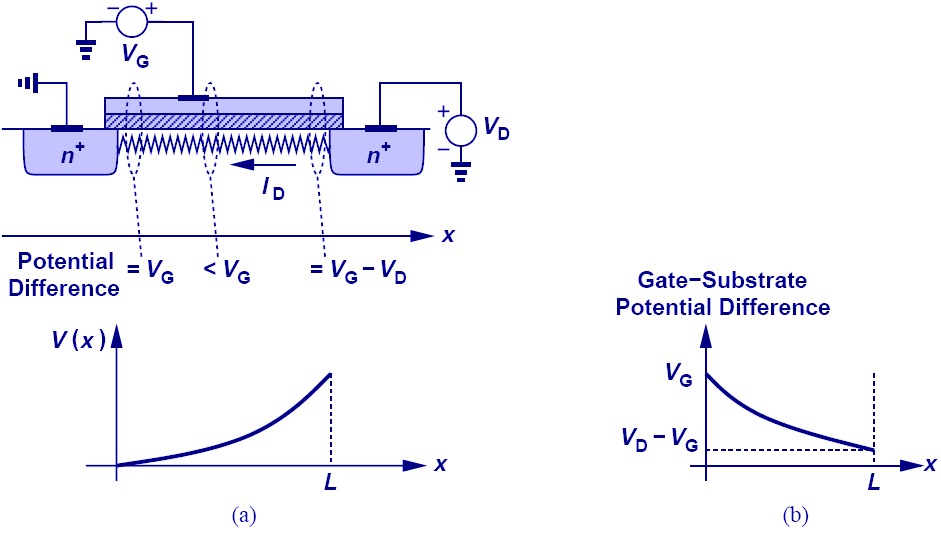 − +
V_G
+
V_D
−
n⁺
n⁺
I_D
x
Potential
Difference
= V_G
< V_G
= V_G − V_D
V (x)
x
L
(a)
Gate−Substrate
Potential Difference
V_G
V_D − V_G
x
L
(b)